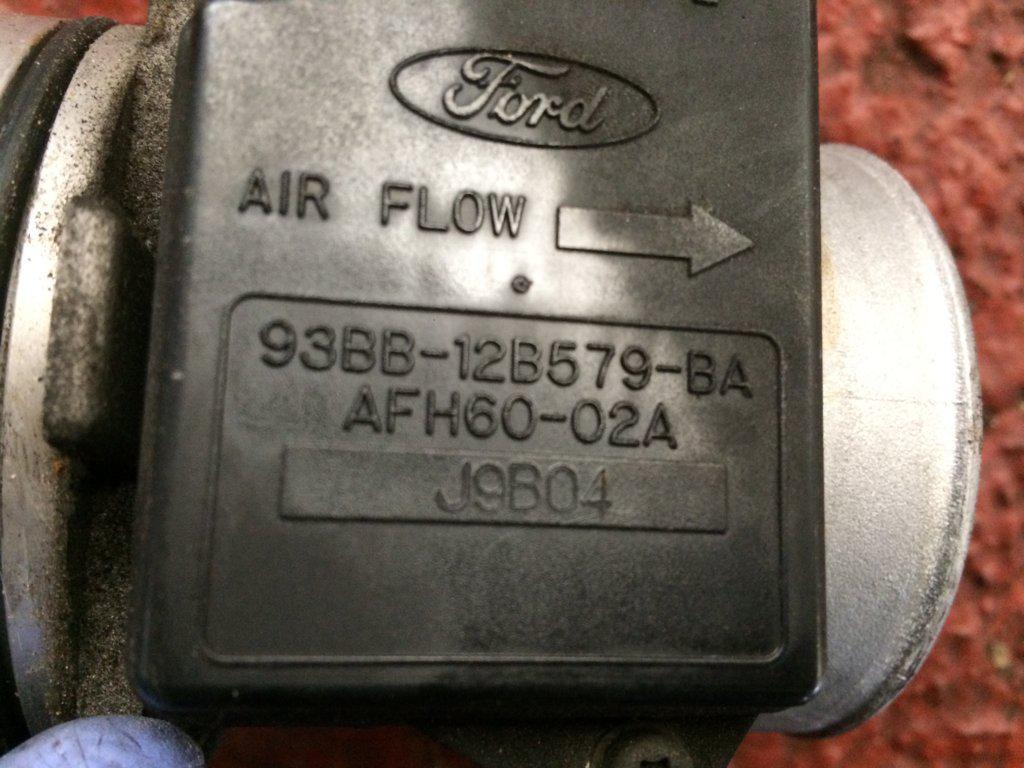 Ford
AIR FLOW
93BB-12B579-BA
AFH60-02A
J9B04